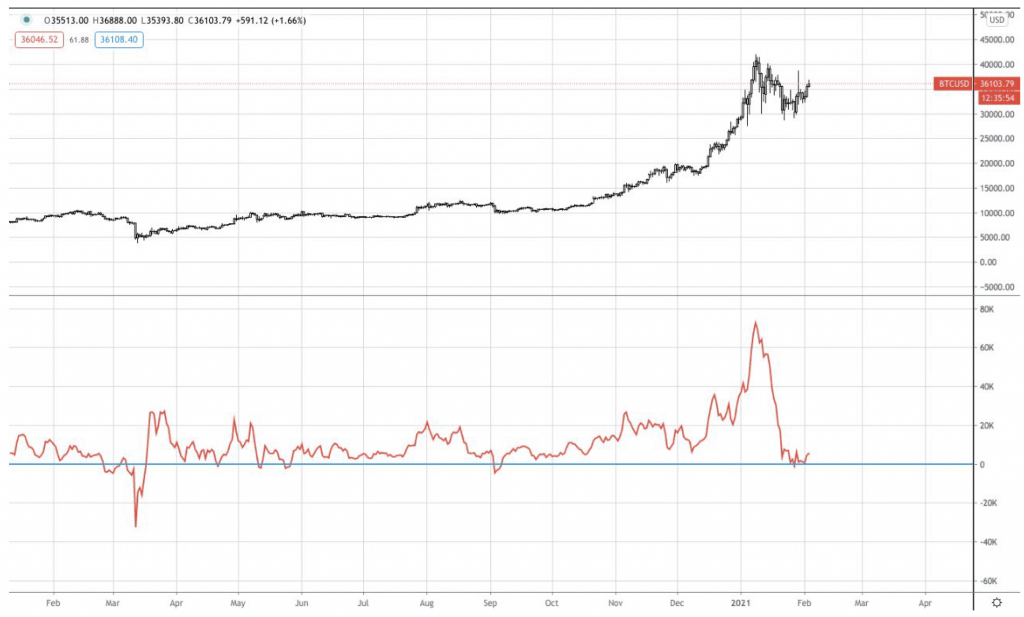 O35513.00 H36888.00 L35393.80 C36103.79 +591.12 (+1.66%)
36046.52 61.88 36108.40
USD
45000.00
40000.00
BTCUSD 36103.79
12:35:54
30000.00
25000.00
20000.00
15000.00
10000.00
5000.00
0.00
−5000.00
80K
60K
40K
20K
0
−20K
−40K
−60K
Feb Mar Apr May Jun Jul Aug Sep Oct Nov Dec 2021 Feb Mar Apr